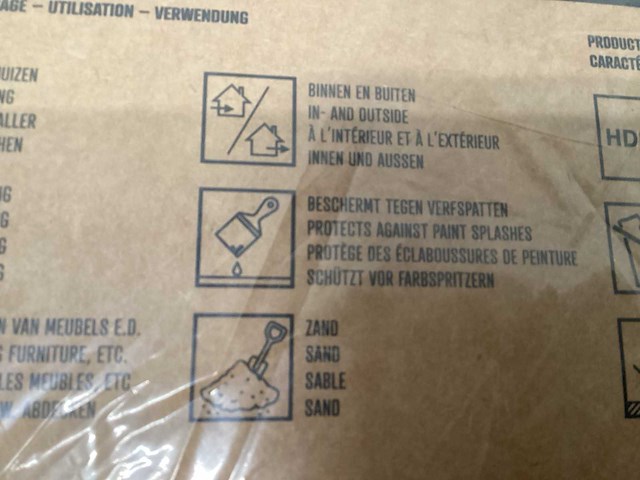 AGE – UTILISATION – VERWENDUNG
PRODUCT
CARACTÉ
UIZEN
NG
ALLER
HEN
BINNEN EN BUITEN
IN- AND OUTSIDE
À L'INTÉRIEUR ET À L'EXTÉRIEUR
INNEN UND AUSSEN
HD
G
G
G
G
BESCHERMT TEGEN VERFSPATTEN
PROTECTS AGAINST PAINT SPLASHES
PROTÈGE DES ÉCLABOUSSURES DE PEINTURE
SCHÜTZT VOR FARBSPRITZERN
N VAN MEUBELS E.D.
S FURNITURE, ETC.
LES MEUBLES, ETC
W. ABDECKEN
ZAND
SAND
SABLE
SAND